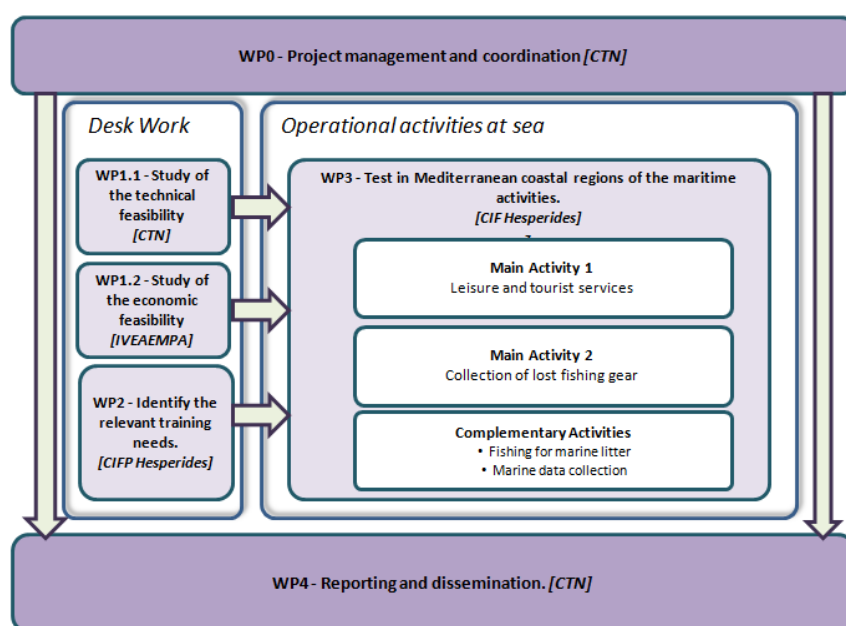 WP0 - Project management and coordination [CTN]
Desk Work
WP1.1 - Study of
the technical
feasibility
[CTN]
WP1.2 - Study of
the economic
feasibility
[IVEAEMPA]
WP2 - Identify the
relevant training
needs.
[CIFP Hesperides]
Operational activities at sea
WP3 - Test in Mediterranean coastal regions of the maritime
activities.
[CIF Hesperides]
Main Activity 1
Leisure and tourist services
Main Activity 2
Collection of lost fishing gear
Complementary Activities
• Fishing for marine litter
• Marine data collection
WP4 - Reporting and dissemination. [CTN]